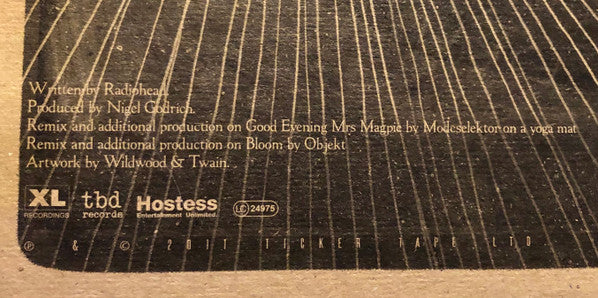 Written by Radiohead.
Produced by Nigel Godrich.
Remix and additional production on Good Evening Mrs Magpie by Modeselektor on a yoga mat
Remix and additional production on Bloom by Objekt
Artwork by Wildwood & Twain.
XL RECORDINGS
tbd records
Hostess Entertainment Unlimited.
LC 24975
℗ & © 2011 TICKER TAPE LTD.